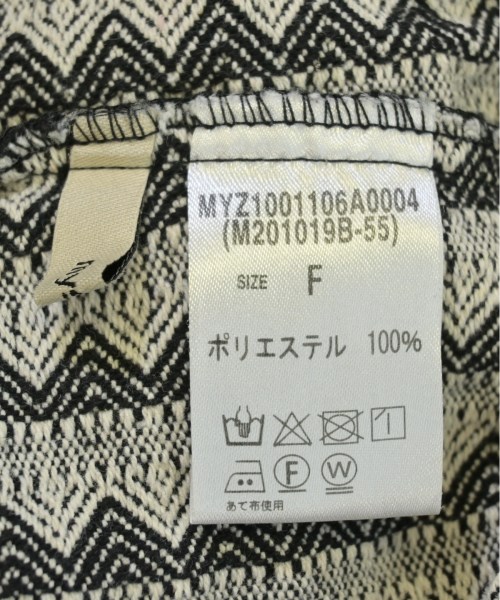 MYZ1001106A0004
(M201019B-55)
SIZE F
ポリエステル 100%
F W
あて布使用